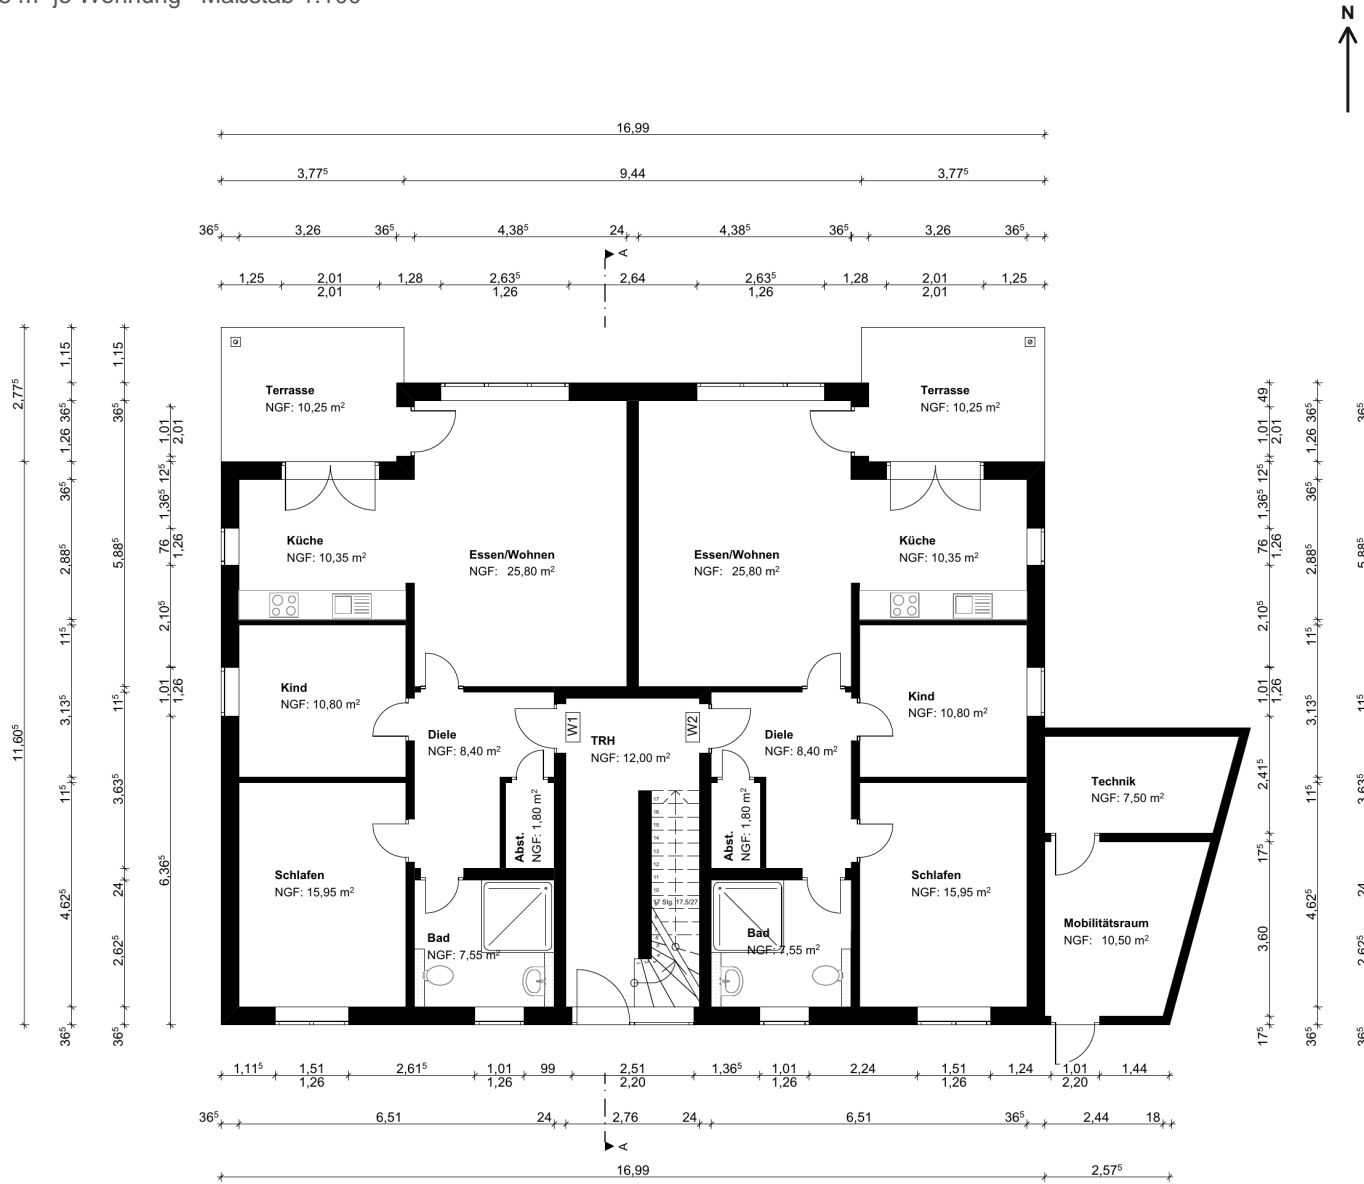 N
16,99
3,77⁵ 9,44 3,77⁵
36⁵ 3,26 36⁵ 4,38⁵ 24 4,38⁵ 36⁵ 3,26 36⁵
A
1,25 2,01 1,28 2,63⁵ 2,64 2,63⁵ 1,28 2,01 1,25
2,01 1,26 1,26 2,01
2,77⁵ 11,60⁵
1,15 36⁵ 1,26 36⁵ 2,88⁵ 11⁵ 3,13⁵ 11⁵ 4,62⁵ 36⁵
1,15 36⁵ 5,88⁵ 11⁵ 3,63⁵ 24 2,62⁵ 36⁵
1,01 12⁵ 1,36⁵ 76 2,10⁵ 1,01 6,36⁵
2,01 1,26 1,26
Terrasse
NGF: 10,25 m²
Terrasse
NGF: 10,25 m²
Küche
NGF: 10,35 m²
Essen/Wohnen
NGF: 25,80 m²
Essen/Wohnen
NGF: 25,80 m²
Küche
NGF: 10,35 m²
Kind
NGF: 10,80 m²
Diele
NGF: 8,40 m²
W1
TRH
NGF: 12,00 m²
W2
Diele
NGF: 8,40 m²
Kind
NGF: 10,80 m²
Technik
NGF: 7,50 m²
Abst.
NGF: 1,80 m²
Abst.
NGF: 1,80 m²
17
16
15
14
13
12
11
10
17 Stg. 17,5/27
Schlafen
NGF: 15,95 m²
Schlafen
NGF: 15,95 m²
Bad
NGF: 7,55 m²
Bad
NGF: 7,55 m²
Mobilitätsraum
NGF: 10,50 m²
49 1,01 12⁵ 1,36⁵ 76 2,10⁵ 1,01 2,41⁵ 17⁵ 3,60 17⁵
2,01 1,26 1,26
36⁵ 1,26 36⁵ 2,88⁵ 11⁵ 3,13⁵ 11⁵ 4,62⁵ 36⁵
1,11⁵ 1,51 2,61⁵ 1,01 99 2,51 1,36⁵ 1,01 2,24 1,51 1,24 1,01 1,44
1,26 1,26 2,20 1,26 1,26 2,20
36⁵ 6,51 24 2,76 24 6,51 36⁵ 2,44 18
A
16,99 2,57⁵